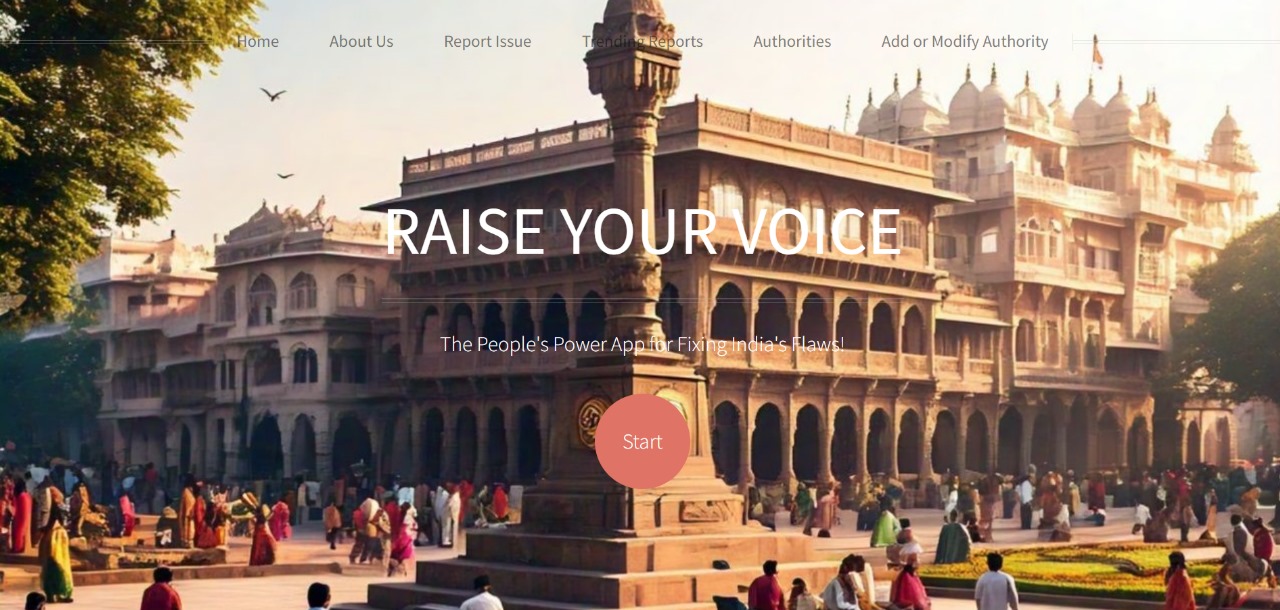 Home About Us Report Issue Trending Reports Authorities Add or Modify Authority
RAISE YOUR VOICE
The People's Power App for Fixing India's Flaws!
Start